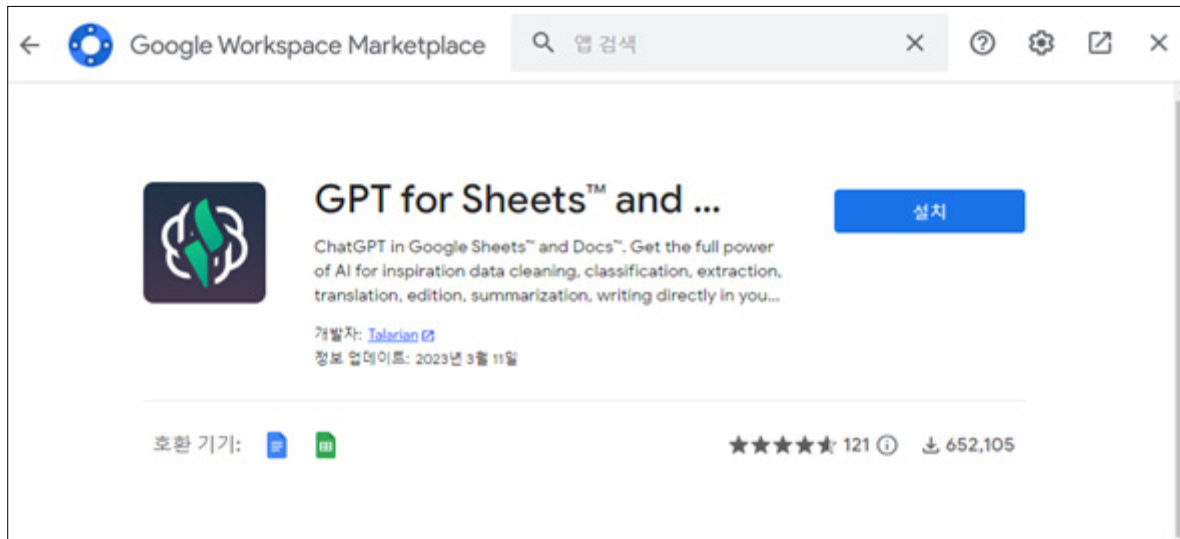 Google Workspace Marketplace
앱 검색
GPT for Sheets™ and ...
설치
ChatGPT in Google Sheets™ and Docs™. Get the full power
of AI for inspiration data cleaning, classification, extraction,
translation, edition, summarization, writing directly in you...
개발자: Talarian
정보 업데이트: 2023년 3월 11일
호환 기기:
121
652,105